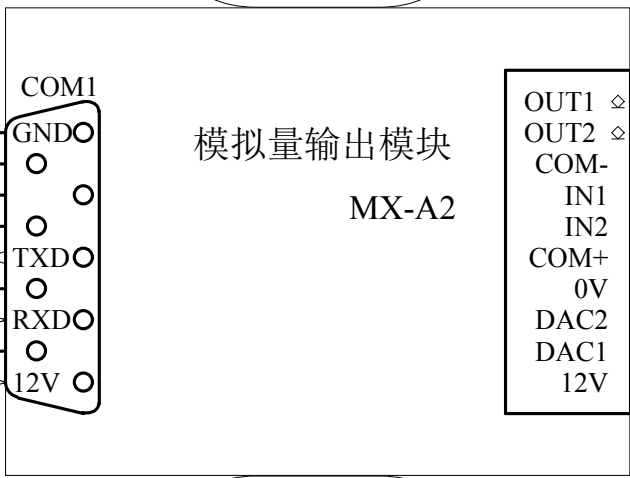 COM1
GND
TXD
RXD
12V
模拟量输出模块
MX-A2
OUT1
OUT2
COM-
IN1
IN2
COM+
0V
DAC2
DAC1
12V